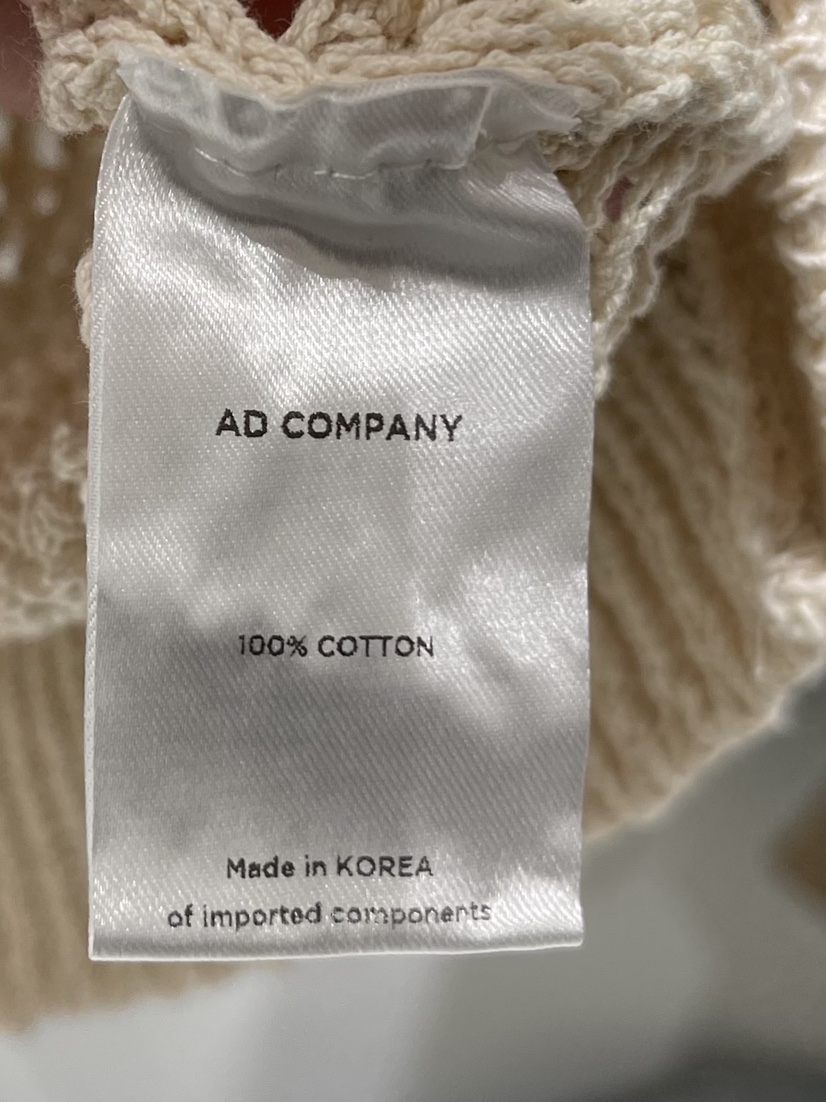 AD COMPANY
100% COTTON
Made in KOREA
of imported components